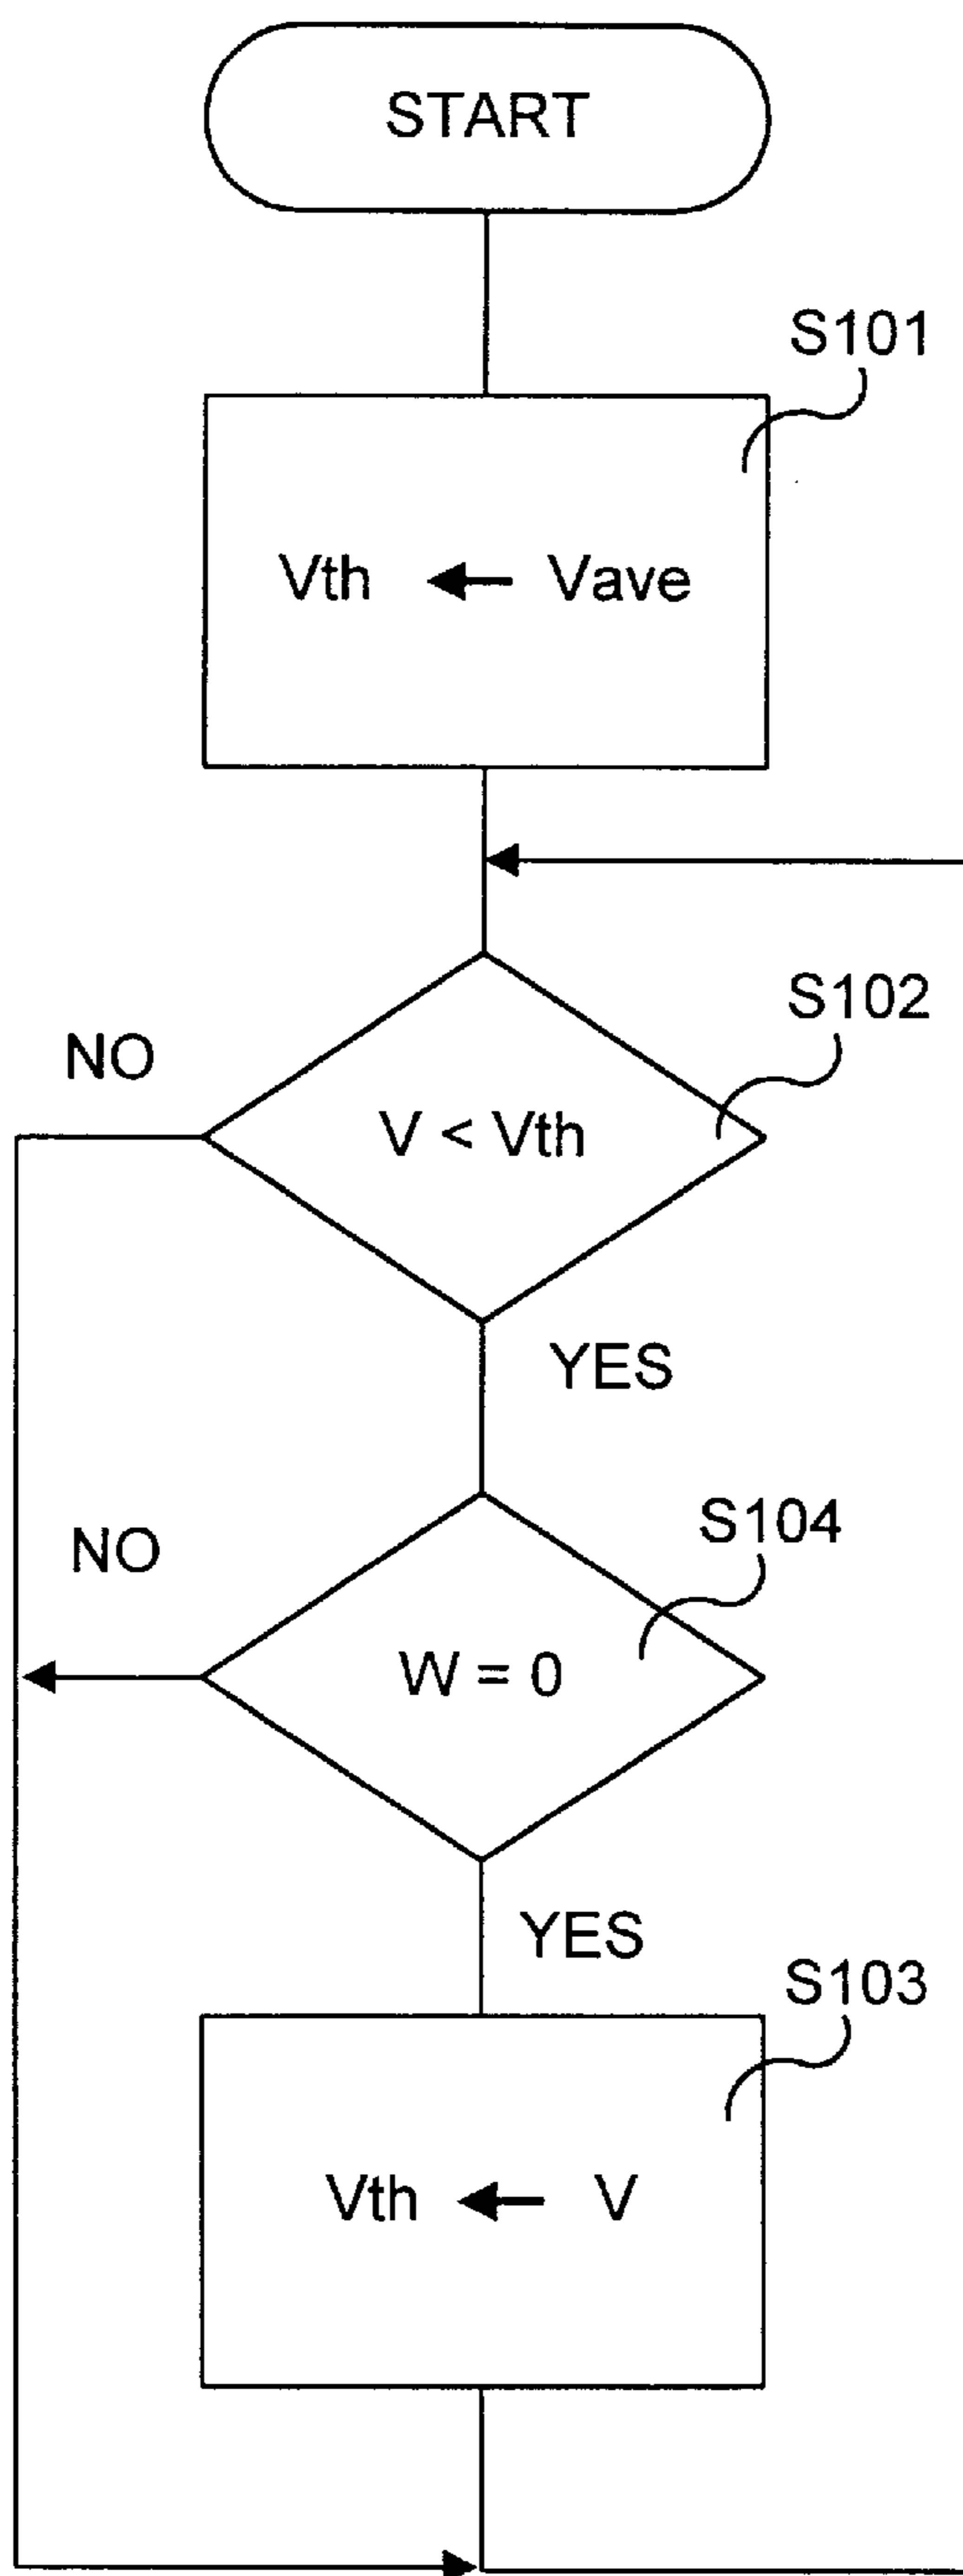 START
S101
Vth ← Vave
S102
NO
V < Vth
YES
S104
NO
W = 0
YES
S103
Vth ← V